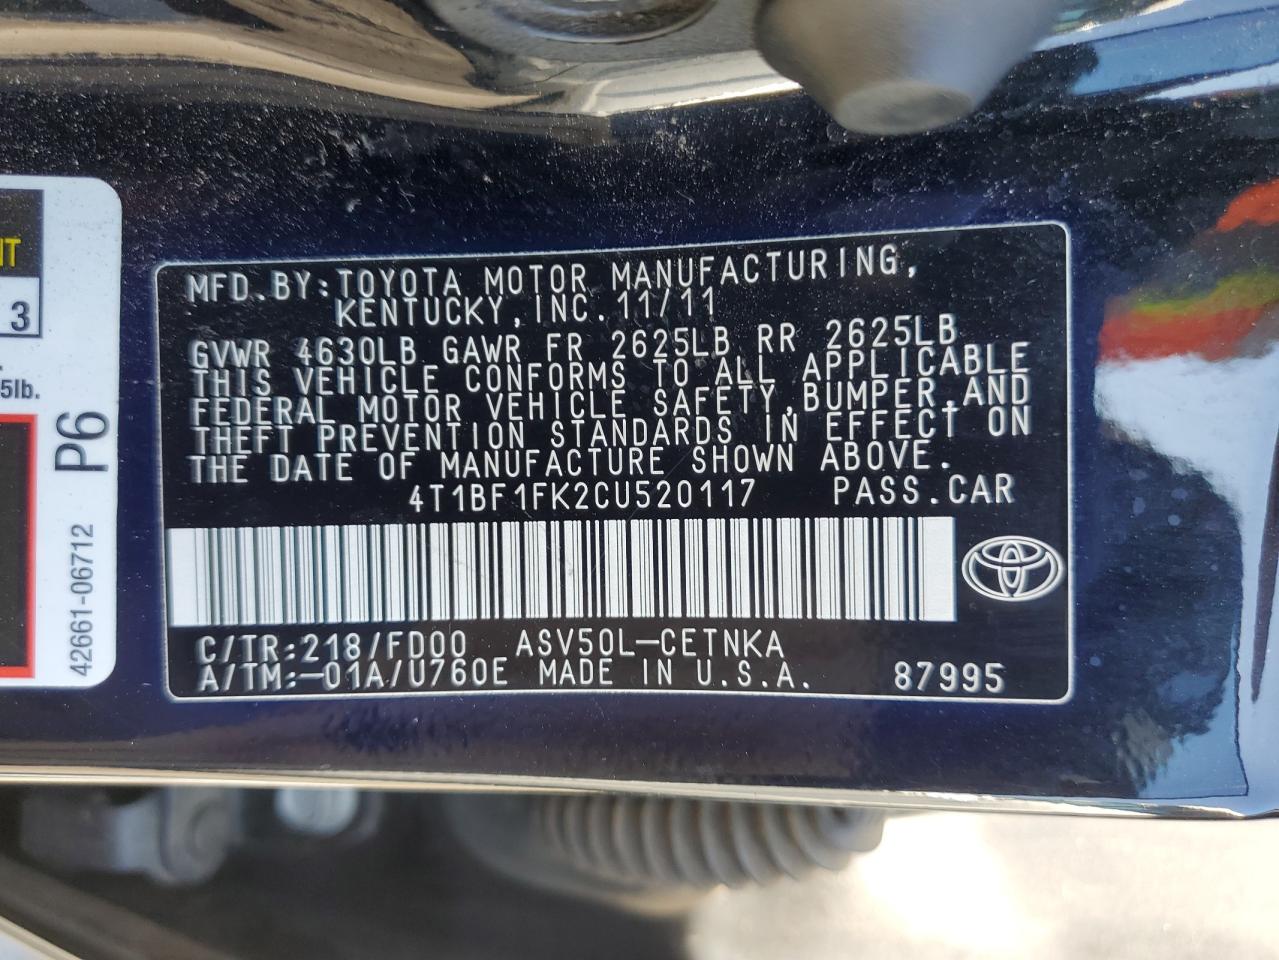 NT
3
5lb.
P6
42661-06712
MFD.BY:TOYOTA MOTOR MANUFACTURING,
KENTUCKY,INC.11/11
GVWR 4630LB GAWR FR 2625LB RR 2625LB
THIS VEHICLE CONFORMS TO ALL APPLICABLE
FEDERAL MOTOR VEHICLE SAFETY,BUMPER,AND
THEFT PREVENTION STANDARDS IN EFFECT ON
THE DATE OF MANUFACTURE SHOWN ABOVE.
4T1BF1FK2CU520117 PASS.CAR
C/TR:218/FD00 ASV50L-CETNKA
A/TM:-01A/U760E MADE IN U.S.A. 87995